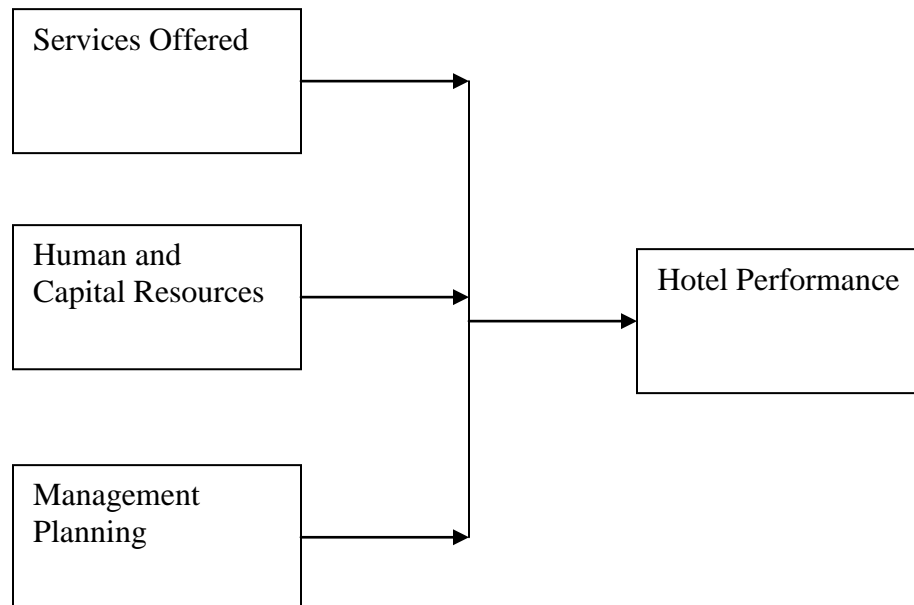 Services Offered
Human and
Capital Resources
Hotel Performance
Management
Planning